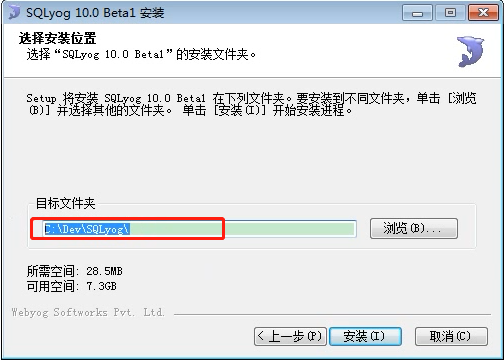 SQLyog 10.0 Beta1 安装
选择安装位置
选择“SQLyog 10.0 Beta1”的安装文件夹。
Setup 将安装 SQLyog 10.0 Beta1 在下列文件夹。要安装到不同文件夹，单击 [浏览
(B)] 并选择其他的文件夹。 单击 [安装(I)] 开始安装进程。
目标文件夹
C:\Dev\SQLyog\
浏览(B)...
所需空间: 28.5MB
可用空间: 7.3GB
Webyog Softworks Pvt. Ltd.
< 上一步(P)
安装(I)
取消(C)